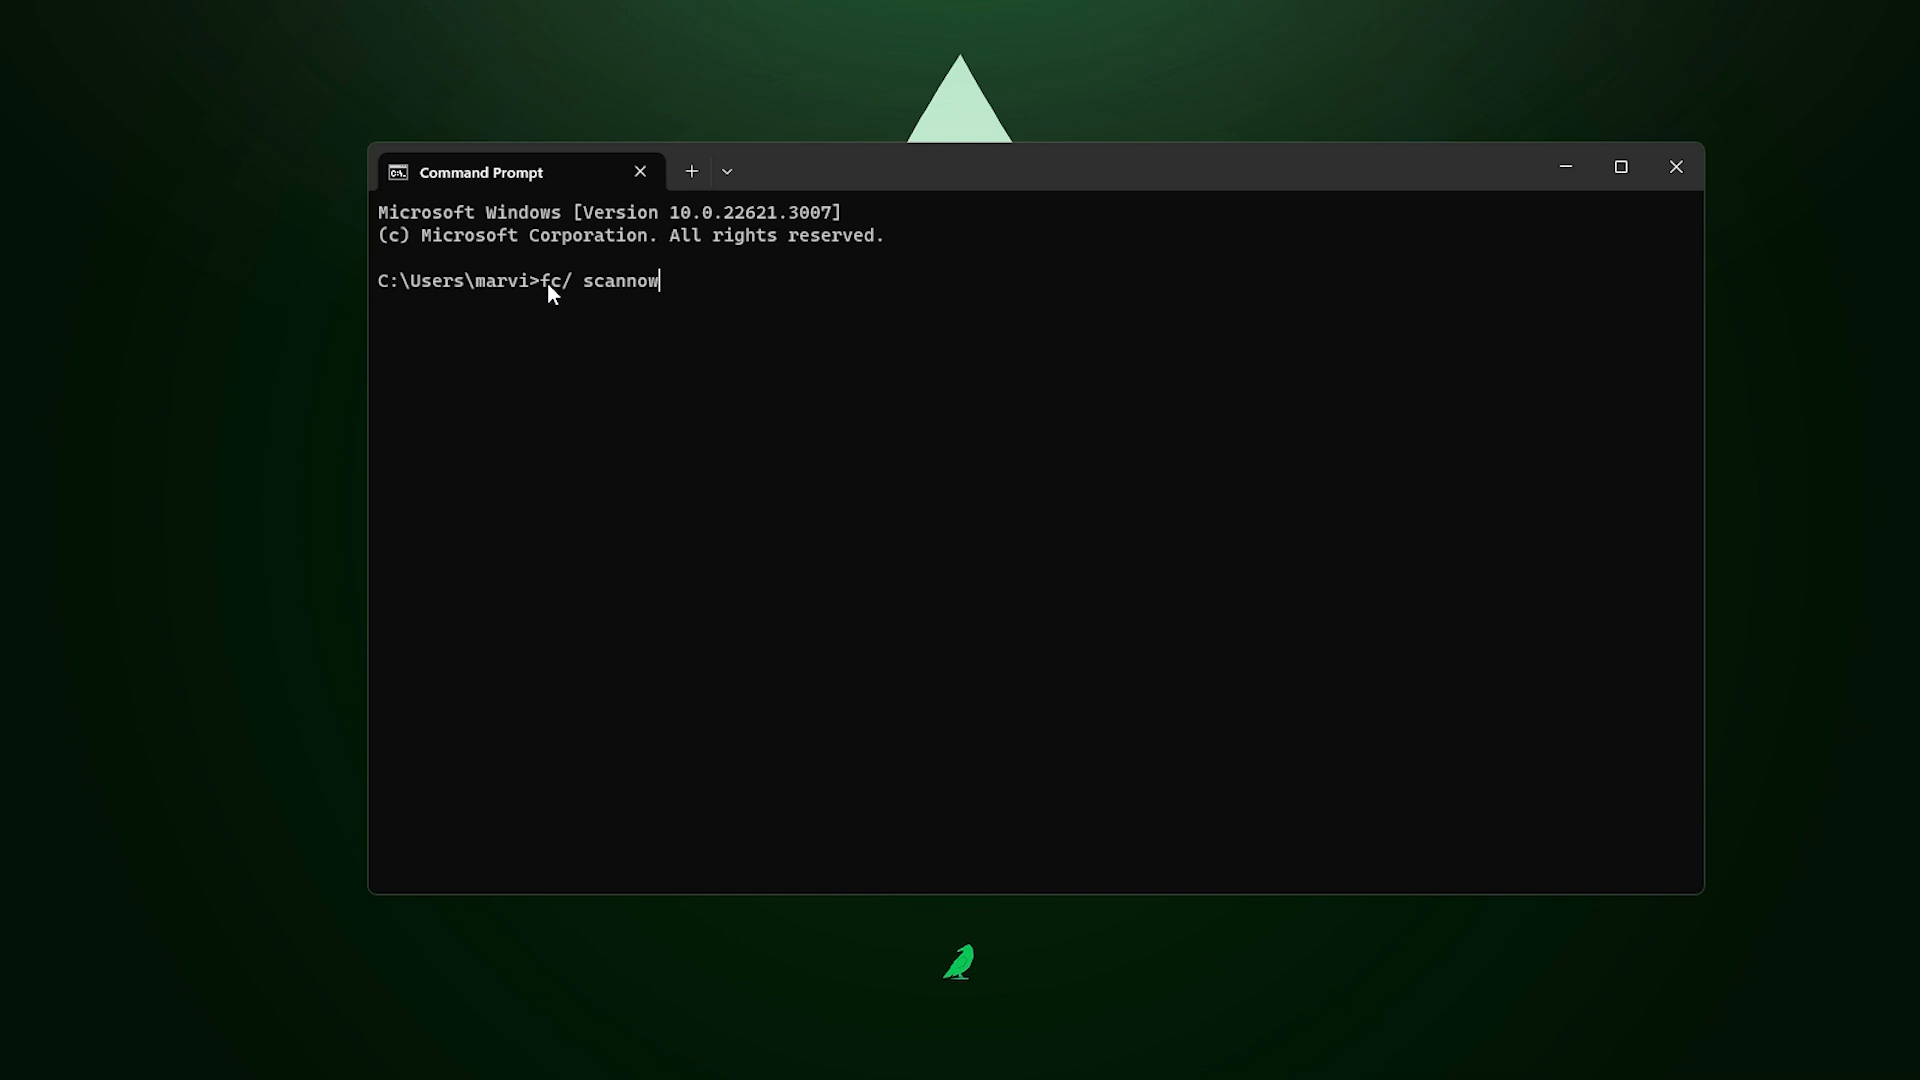 Command Prompt
Microsoft Windows [Version 10.0.22621.3007]
(c) Microsoft Corporation. All rights reserved.
C:\Users\marvi>fc/ scannow